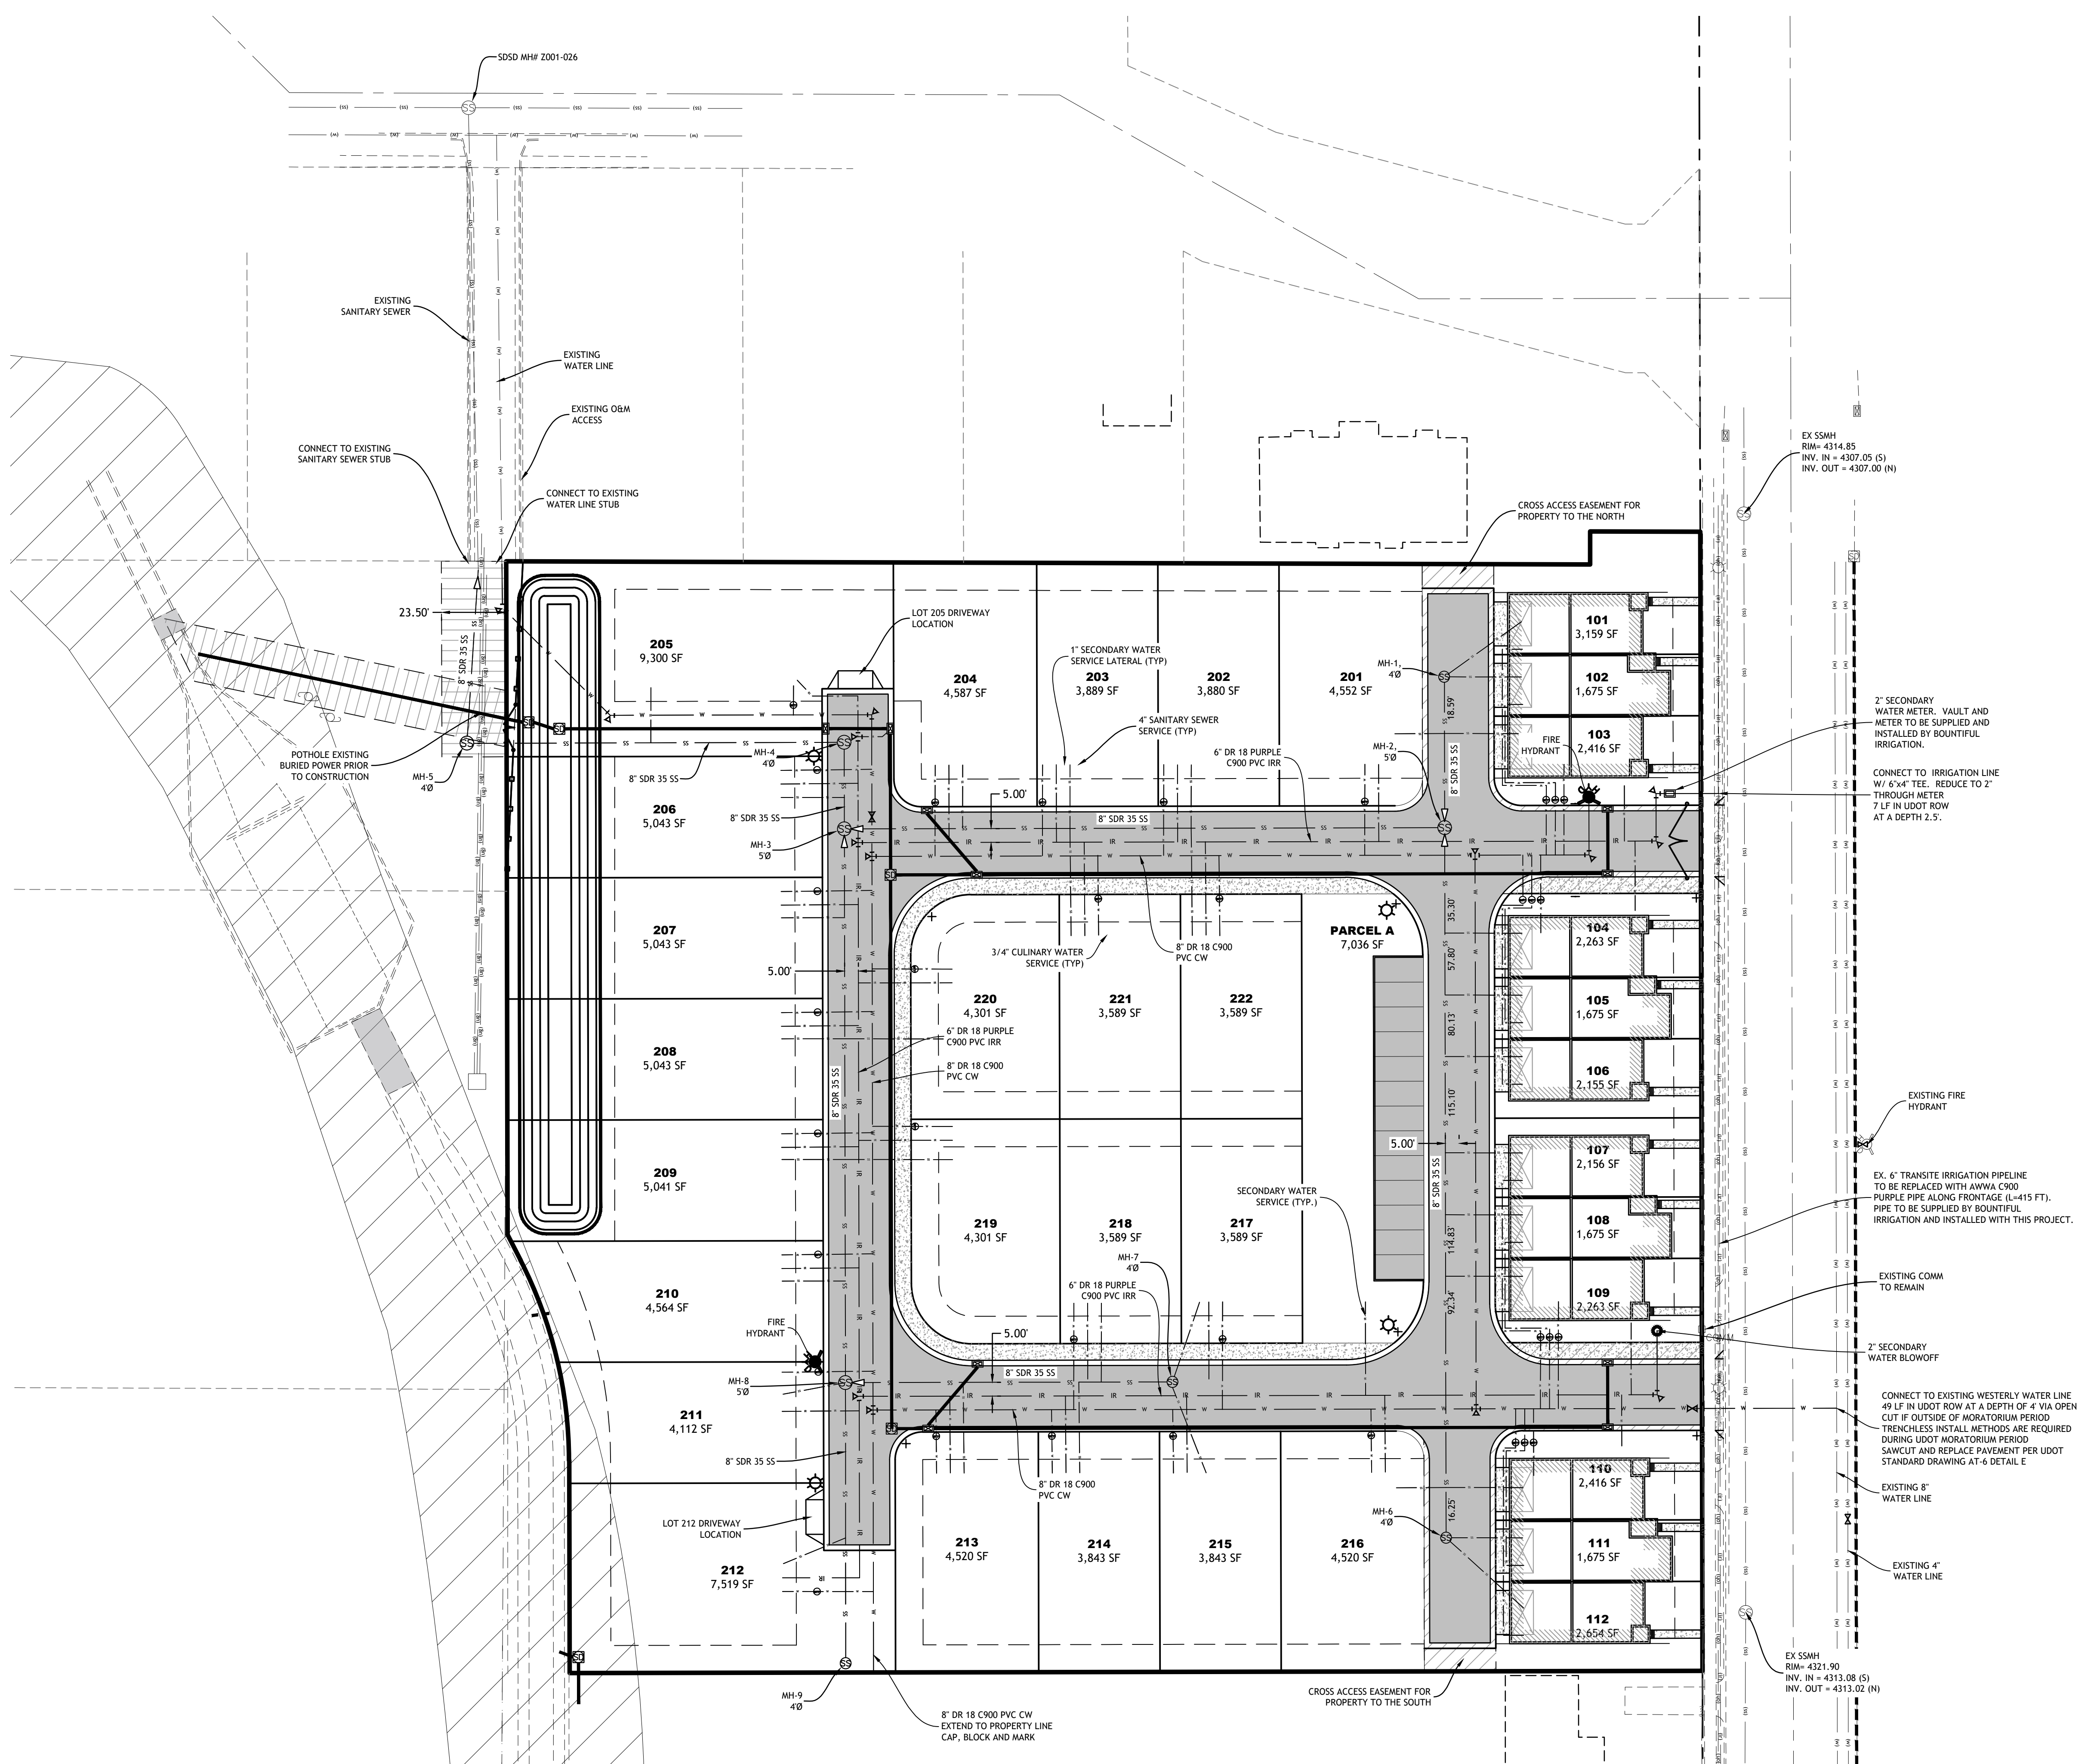 SDSD MH# Z001-026
EXISTING
SANITARY SEWER
EXISTING
WATER LINE
EXISTING O&M
ACCESS
CONNECT TO EXISTING
SANITARY SEWER STUB
CONNECT TO EXISTING
WATER LINE STUB
EX SSMH
RIM= 4314.85
INV. IN = 4307.05 (S)
INV. OUT = 4307.00 (N)
CROSS ACCESS EASEMENT FOR
PROPERTY TO THE NORTH
23.50'
8" SDR 35 SS
LOT 205 DRIVEWAY
LOCATION
205
9,300 SF
1" SECONDARY WATER
SERVICE LATERAL (TYP)
204
4,587 SF
203
3,889 SF
202
3,880 SF
201
4,552 SF
MH-1,
4'Ø
18.59'
101
3,159 SF
102
1,675 SF
103
2,416 SF
4" SANITARY SEWER
SERVICE (TYP)
6" DR 18 PURPLE
C900 PVC IRR
MH-2,
5'Ø
8" SDR 35 SS
FIRE
HYDRANT
2" SECONDARY
WATER METER. VAULT AND
METER TO BE SUPPLIED AND
INSTALLED BY BOUNTIFUL
IRRIGATION.
CONNECT TO IRRIGATION LINE
W/ 6"x4" TEE. REDUCE TO 2"
THROUGH METER
7 LF IN UDOT ROW
AT A DEPTH 2.5'.
POTHOLE EXISTING
BURIED POWER PRIOR
TO CONSTRUCTION
MH-5
4'Ø
8" SDR 35 SS
MH-4
4'Ø
206
5,043 SF
8" SDR 35 SS
MH-3
5'Ø
5.00'
8" SDR 35 SS
207
5,043 SF
5.00'
3/4" CULINARY WATER
SERVICE (TYP)
8" DR 18 C900
PVC CW
PARCEL A
7,036 SF
35.30'
57.80'
104
2,263 SF
220
4,301 SF
221
3,589 SF
222
3,589 SF
80.13'
105
1,675 SF
6" DR 18 PURPLE
C900 PVC IRR
208
5,043 SF
8" DR 18 C900
PVC CW
8" SDR 35 SS
115.10'
106
2,155 SF
EXISTING FIRE
HYDRANT
5.00'
107
2,156 SF
209
5,041 SF
8" SDR 35 SS
SECONDARY WATER
SERVICE (TYP.)
EX. 6" TRANSITE IRRIGATION PIPELINE
TO BE REPLACED WITH AWWA C900
PURPLE PIPE ALONG FRONTAGE (L=415 FT).
PIPE TO BE SUPPLIED BY BOUNTIFUL
IRRIGATION AND INSTALLED WITH THIS PROJECT.
219
4,301 SF
218
3,589 SF
217
3,589 SF
114.83'
108
1,675 SF
MH-7
4'Ø
6" DR 18 PURPLE
C900 PVC IRR
EXISTING COMM
TO REMAIN
210
4,564 SF
92.34'
109
2,263 SF
FIRE
HYDRANT
5.00'
2" SECONDARY
WATER BLOWOFF
8" SDR 35 SS
MH-8
5'Ø
211
4,112 SF
CONNECT TO EXISTING WESTERLY WATER LINE
49 LF IN UDOT ROW AT A DEPTH OF 4' VIA OPEN
CUT IF OUTSIDE OF MORATORIUM PERIOD
TRENCHLESS INSTALL METHODS ARE REQUIRED
DURING UDOT MORATORIUM PERIOD
SAWCUT AND REPLACE PAVEMENT PER UDOT
STANDARD DRAWING AT-6 DETAIL E
8" SDR 35 SS
8" DR 18 C900
PVC CW
110
2,416 SF
EXISTING 8"
WATER LINE
MH-6
4'Ø
16.25'
LOT 212 DRIVEWAY
LOCATION
213
4,520 SF
214
3,843 SF
215
3,843 SF
216
4,520 SF
111
1,675 SF
EXISTING 4"
WATER LINE
212
7,519 SF
112
2,654 SF
EX SSMH
RIM= 4321.90
INV. IN = 4313.08 (S)
INV. OUT = 4313.02 (N)
MH-9
4'Ø
CROSS ACCESS EASEMENT FOR
PROPERTY TO THE SOUTH
8" DR 18 C900 PVC CW
EXTEND TO PROPERTY LINE
CAP, BLOCK AND MARK